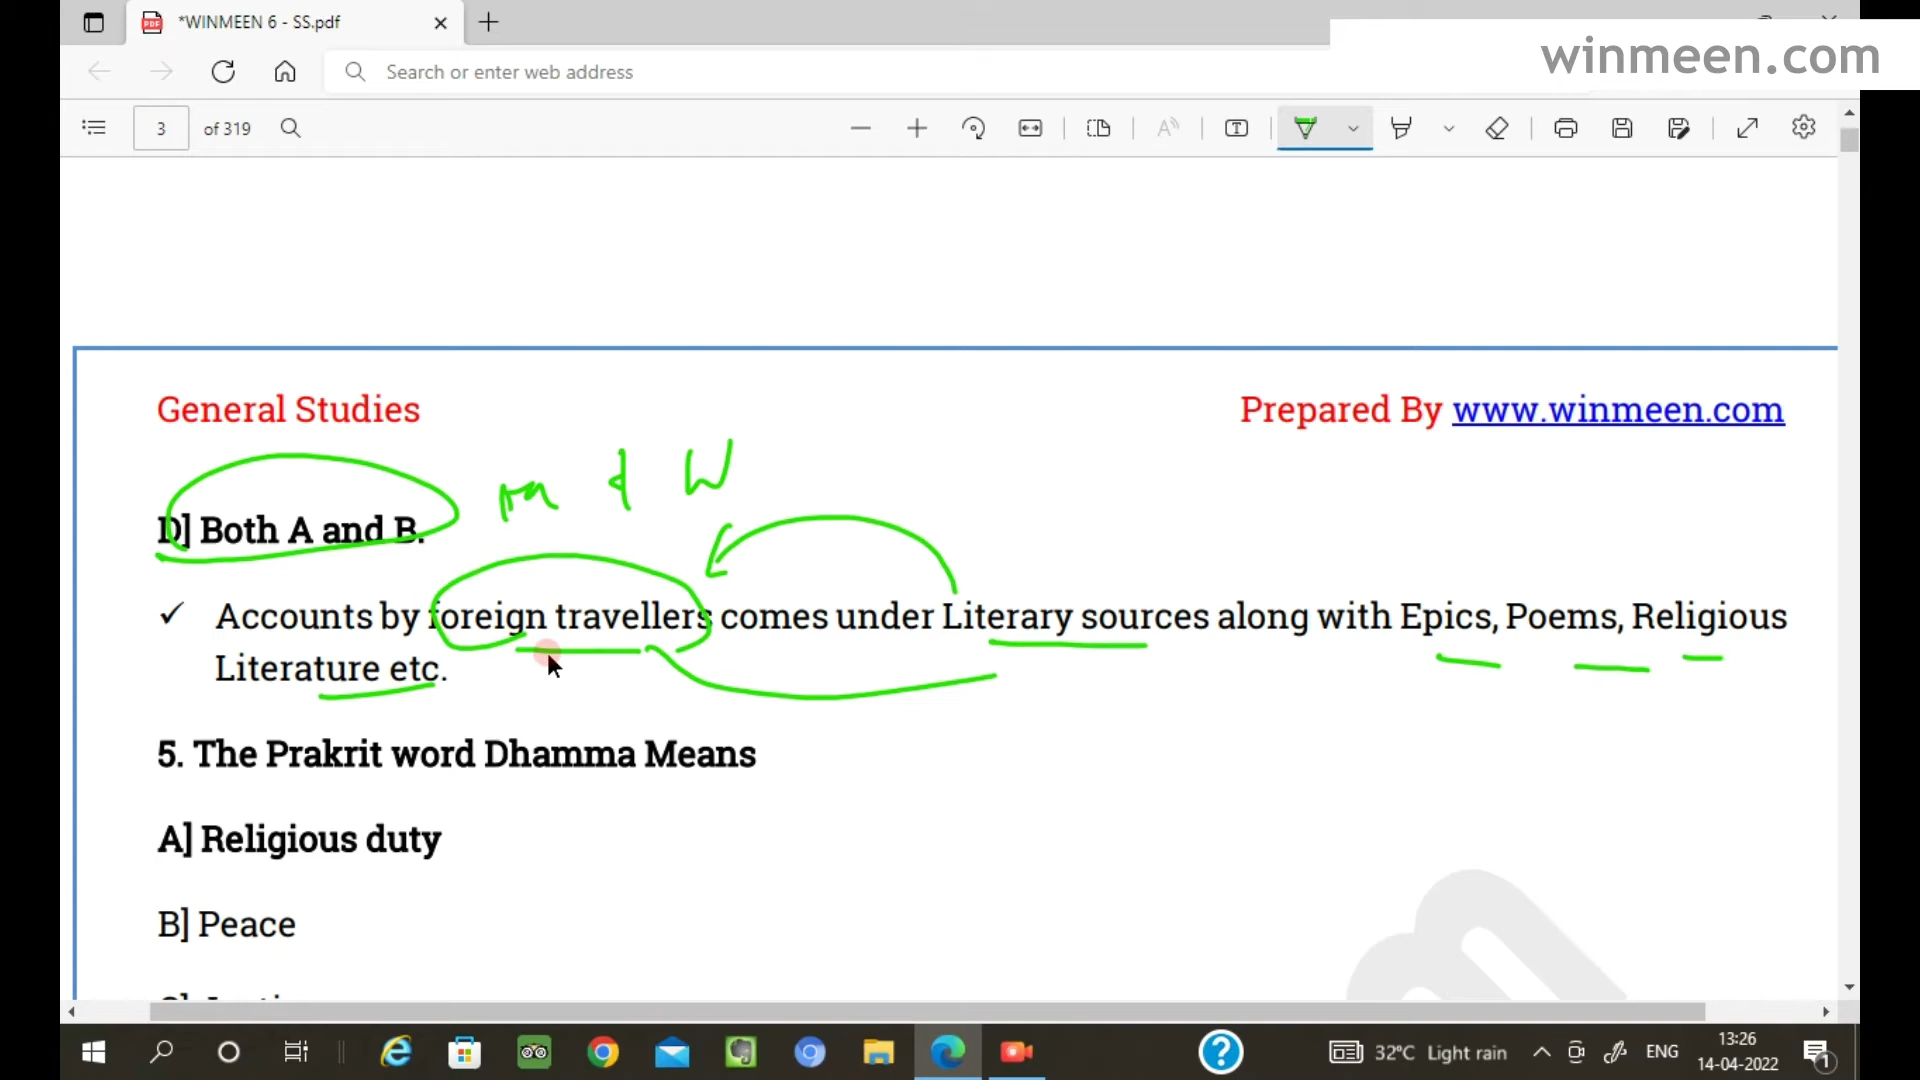 *WINMEEN 6 - SS.pdf
winmeen.com
Search or enter web address
3 of 319
General Studies
Prepared By www.winmeen.com
D] Both A and B.
✓ Accounts by foreign travellers comes under Literary sources along with Epics, Poems, Religious
Literature etc.
5. The Prakrit word Dhamma Means
A] Religious duty
B] Peace
32°C Light rain
ENG
13:26
14-04-2022
1